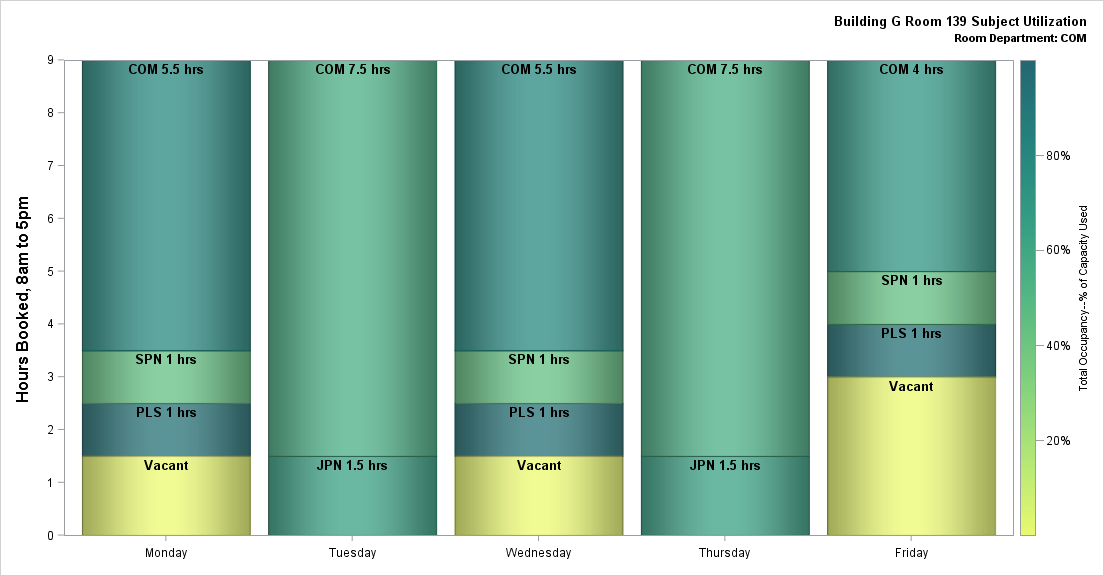 Building G Room 139 Subject Utilization
Room Department: COM
Hours Booked, 8am to 5pm
9
8
7
6
5
4
3
2
1
0
COM 5.5 hrs
SPN 1 hrs
PLS 1 hrs
Vacant
COM 7.5 hrs
JPN 1.5 hrs
COM 5.5 hrs
SPN 1 hrs
PLS 1 hrs
Vacant
COM 7.5 hrs
JPN 1.5 hrs
COM 4 hrs
SPN 1 hrs
PLS 1 hrs
Vacant
Monday
Tuesday
Wednesday
Thursday
Friday
80%
60%
40%
20%
Total Occupancy--% of Capacity Used